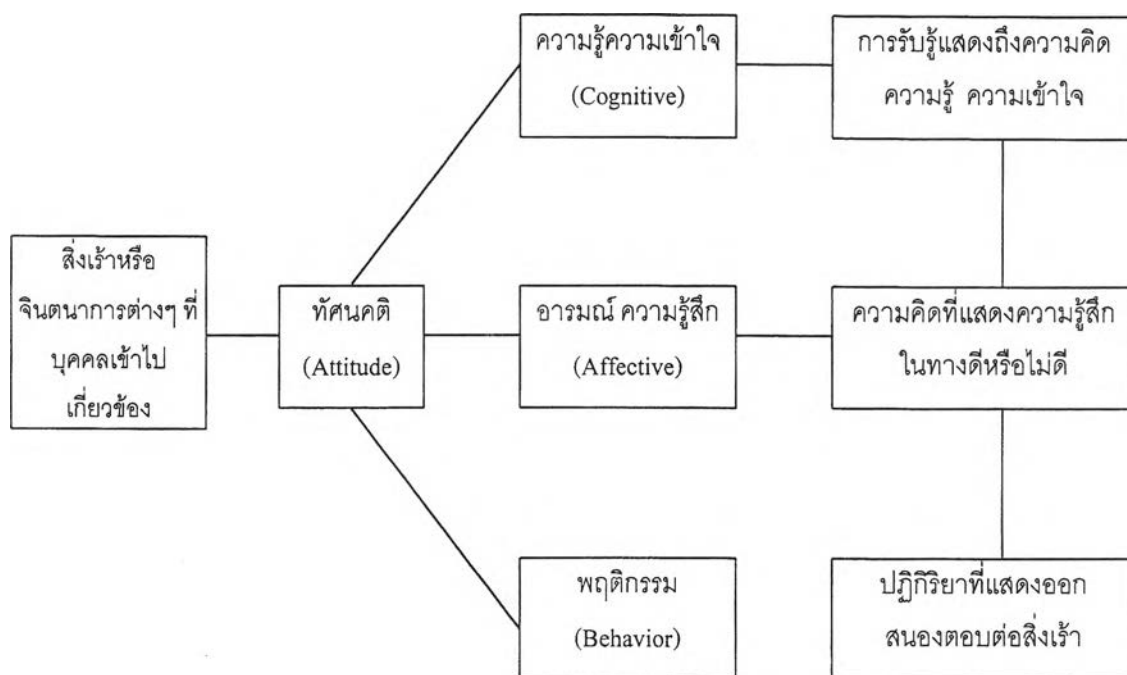 ความรู้ความเข้าใจ
(Cognitive)
การรับรู้แสดงถึงความคิด
ความรู้ ความเข้าใจ
สิ่งเร้าหรือ
จินตนาการต่างๆ ที่
บุคคลเข้าไป
เกี่ยวข้อง
ทัศนคติ
(Attitude)
อารมณ์ ความรู้สึก
(Affective)
ความคิดที่แสดงความรู้สึก
ในทางดีหรือไม่ดี
พฤติกรรม
(Behavior)
ปฏิกิริยาที่แสดงออก
สนองตอบต่อสิ่งเร้า